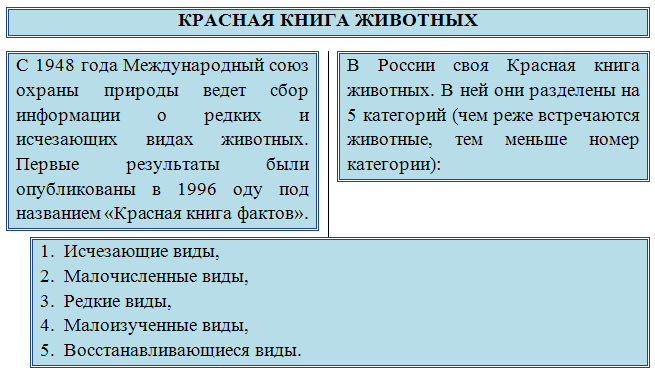 КРАСНАЯ КНИГА ЖИВОТНЫХ
С 1948 года Международный союз
охраны природы ведет сбор
информации о редких и
исчезающих видах животных.
Первые результаты были
опубликованы в 1996 оду под
названием «Красная книга фактов».
В России своя Красная книга
животных. В ней они разделены на
5 категорий (чем реже встречаются
животные, тем меньше номер
категории):
1. Исчезающие виды,
2. Малочисленные виды,
3. Редкие виды,
4. Малоизученные виды,
5. Восстанавливающиеся виды.